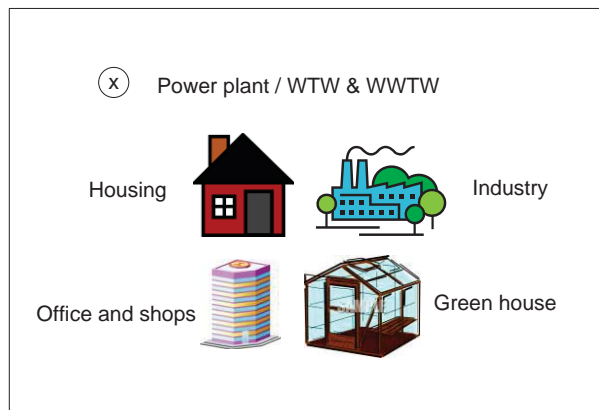 x Power plant / WTW & WWTW
Housing
Industry
Office and shops
Green house